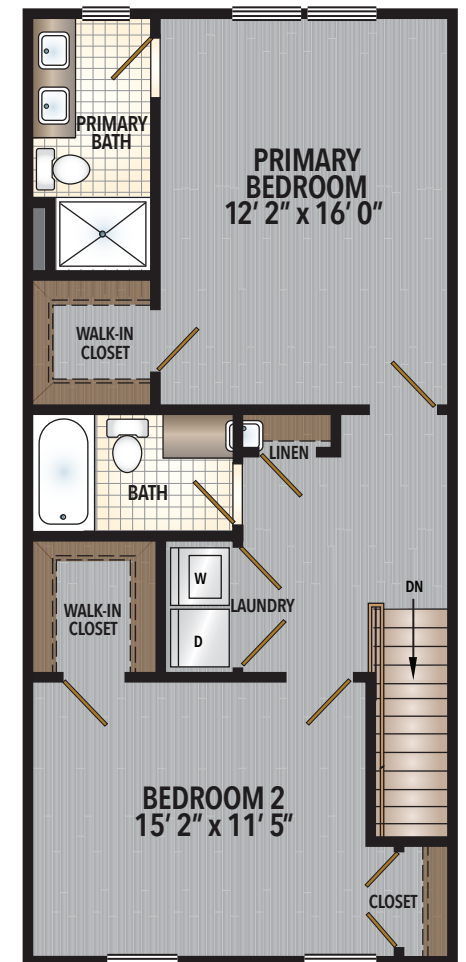 PRIMARY
BATH
PRIMARY
BEDROOM
12’ 2” x 16’ 0”
WALK-IN
CLOSET
LINEN
BATH
W
LAUNDRY
D
WALK-IN
CLOSET
DN
BEDROOM 2
15’ 2” x 11’ 5”
CLOSET